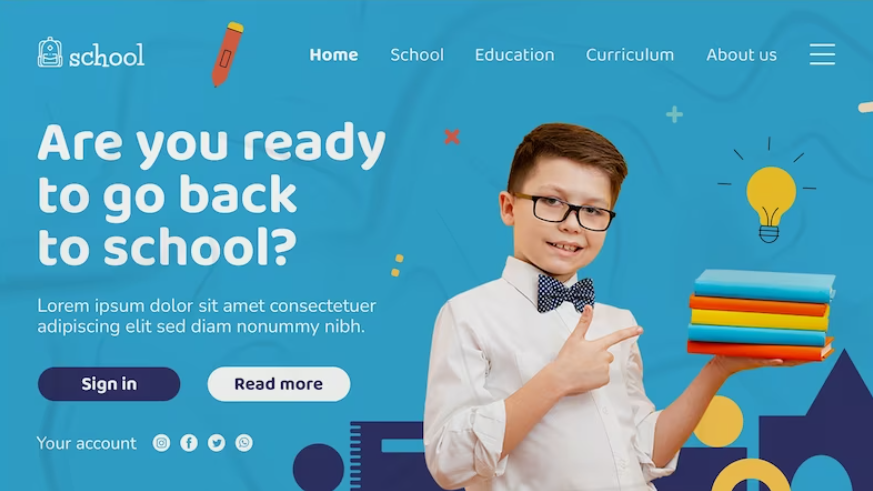 school
Home School Education Curriculum About us
Are you ready
to go back
to school?
Lorem ipsum dolor sit amet consectetuer
adipiscing elit sed diam nonummy nibh.
Sign in Read more
Your account